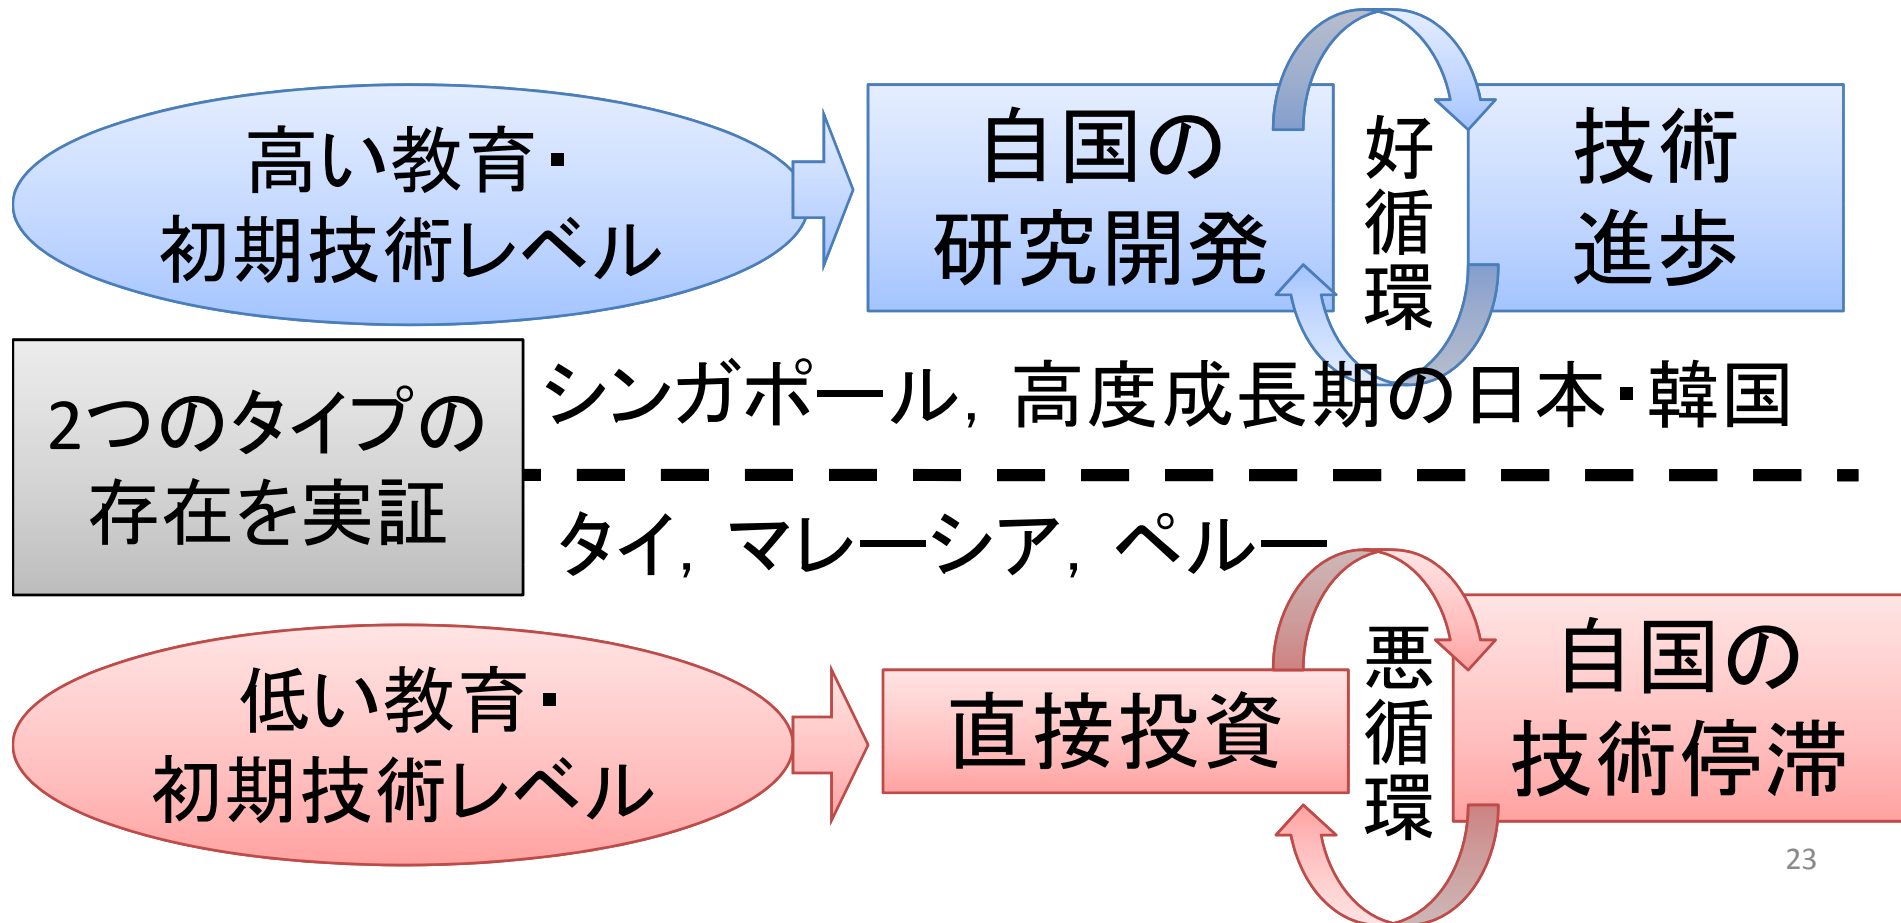 高い教育・
初期技術レベル
自国の
研究開発
好循環
技術
進歩
2つのタイプの
存在を実証
シンガポール, 高度成長期の日本・韓国
タイ, マレーシア, ペルー
低い教育・
初期技術レベル
直接投資
悪循環
自国の
技術停滞
23